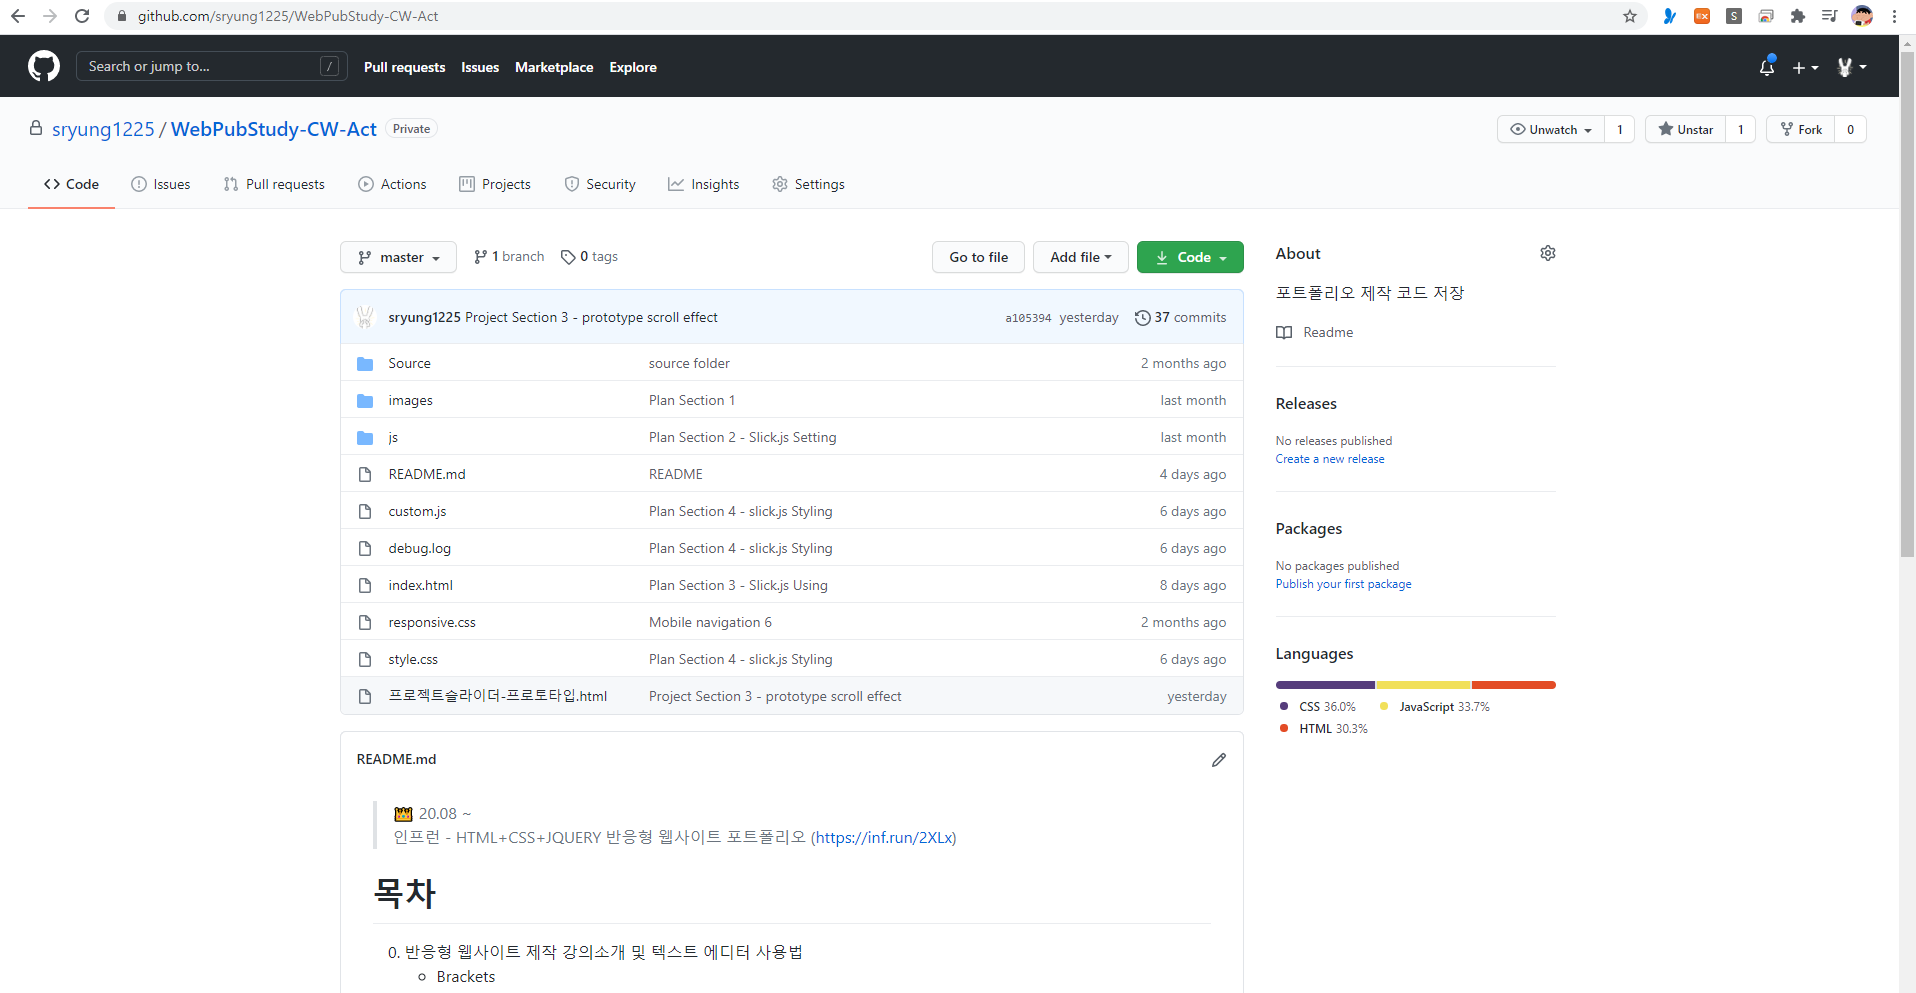 github.com/sryung1225/WebPubStudy-CW-Act
Search or jump to... /
Pull requests Issues Marketplace Explore
sryung1225 / WebPubStudy-CW-Act Private
Unwatch 1 Unstar 1 Fork 0
Code Issues Pull requests Actions Projects Security Insights Settings
master 1 branch 0 tags Go to file Add file Code
sryung1225 Project Section 3 - prototype scroll effect a105394 yesterday 37 commits
Source source folder 2 months ago
images Plan Section 1 last month
js Plan Section 2 - Slick.js Setting last month
README.md README 4 days ago
custom.js Plan Section 4 - slick.js Styling 6 days ago
debug.log Plan Section 4 - slick.js Styling 6 days ago
index.html Plan Section 3 - Slick.js Using 8 days ago
responsive.css Mobile navigation 6 2 months ago
style.css Plan Section 4 - slick.js Styling 6 days ago
프로젝트슬라이더-프로토타입.html Project Section 3 - prototype scroll effect yesterday
README.md
20.08 ~
인프런 - HTML+CSS+JQUERY 반응형 웹사이트 포트폴리오 (https://inf.run/2XLx)
목차
0. 반응형 웹사이트 제작 강의소개 및 텍스트 에디터 사용법
Brackets
About
포트폴리오 제작 코드 저장
Readme
Releases
No releases published
Create a new release
Packages
No packages published
Publish your first package
Languages
CSS 36.0% JavaScript 33.7%
HTML 30.3%